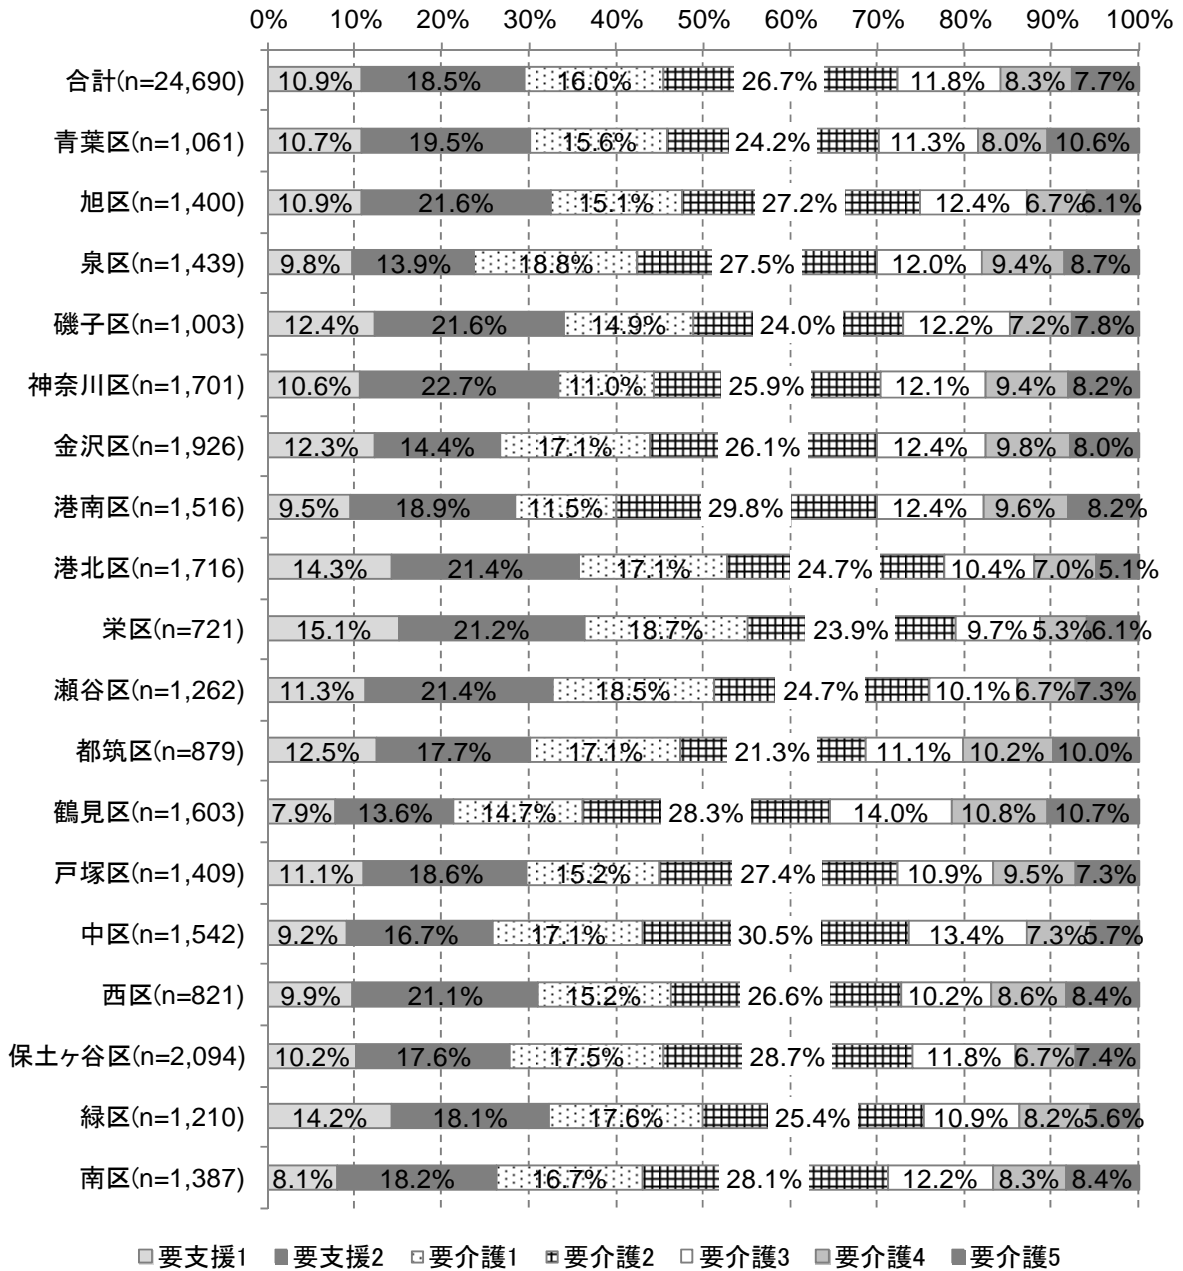 0% 10% 20% 30% 40% 50% 60% 70% 80% 90% 100%
合計(n=24,690) 10.9% 18.5% 16.0% 26.7% 11.8% 8.3% 7.7%
青葉区(n=1,061) 10.7% 19.5% 15.6% 24.2% 11.3% 8.0% 10.6%
旭区(n=1,400) 10.9% 21.6% 15.1% 27.2% 12.4% 6.7% 6.1%
泉区(n=1,439) 9.8% 13.9% 18.8% 27.5% 12.0% 9.4% 8.7%
磯子区(n=1,003) 12.4% 21.6% 14.9% 24.0% 12.2% 7.2% 7.8%
神奈川区(n=1,701) 10.6% 22.7% 11.0% 25.9% 12.1% 9.4% 8.2%
金沢区(n=1,926) 12.3% 14.4% 17.1% 26.1% 12.4% 9.8% 8.0%
港南区(n=1,516) 9.5% 18.9% 11.5% 29.8% 12.4% 9.6% 8.2%
港北区(n=1,716) 14.3% 21.4% 17.1% 24.7% 10.4% 7.0% 5.1%
栄区(n=721) 15.1% 21.2% 18.7% 23.9% 9.7% 5.3% 6.1%
瀬谷区(n=1,262) 11.3% 21.4% 18.5% 24.7% 10.1% 6.7% 7.3%
都筑区(n=879) 12.5% 17.7% 17.1% 21.3% 11.1% 10.2% 10.0%
鶴見区(n=1,603) 7.9% 13.6% 14.7% 28.3% 14.0% 10.8% 10.7%
戸塚区(n=1,409) 11.1% 18.6% 15.2% 27.4% 10.9% 9.5% 7.3%
中区(n=1,542) 9.2% 16.7% 17.1% 30.5% 13.4% 7.3% 5.7%
西区(n=821) 9.9% 21.1% 15.2% 26.6% 10.2% 8.6% 8.4%
保土ヶ谷区(n=2,094) 10.2% 17.6% 17.5% 28.7% 11.8% 6.7% 7.4%
緑区(n=1,210) 14.2% 18.1% 17.6% 25.4% 10.9% 8.2% 5.6%
南区(n=1,387) 8.1% 18.2% 16.7% 28.1% 12.2% 8.3% 8.4%
要支援1 要支援2 要介護1 要介護2 要介護3 要介護4 要介護5